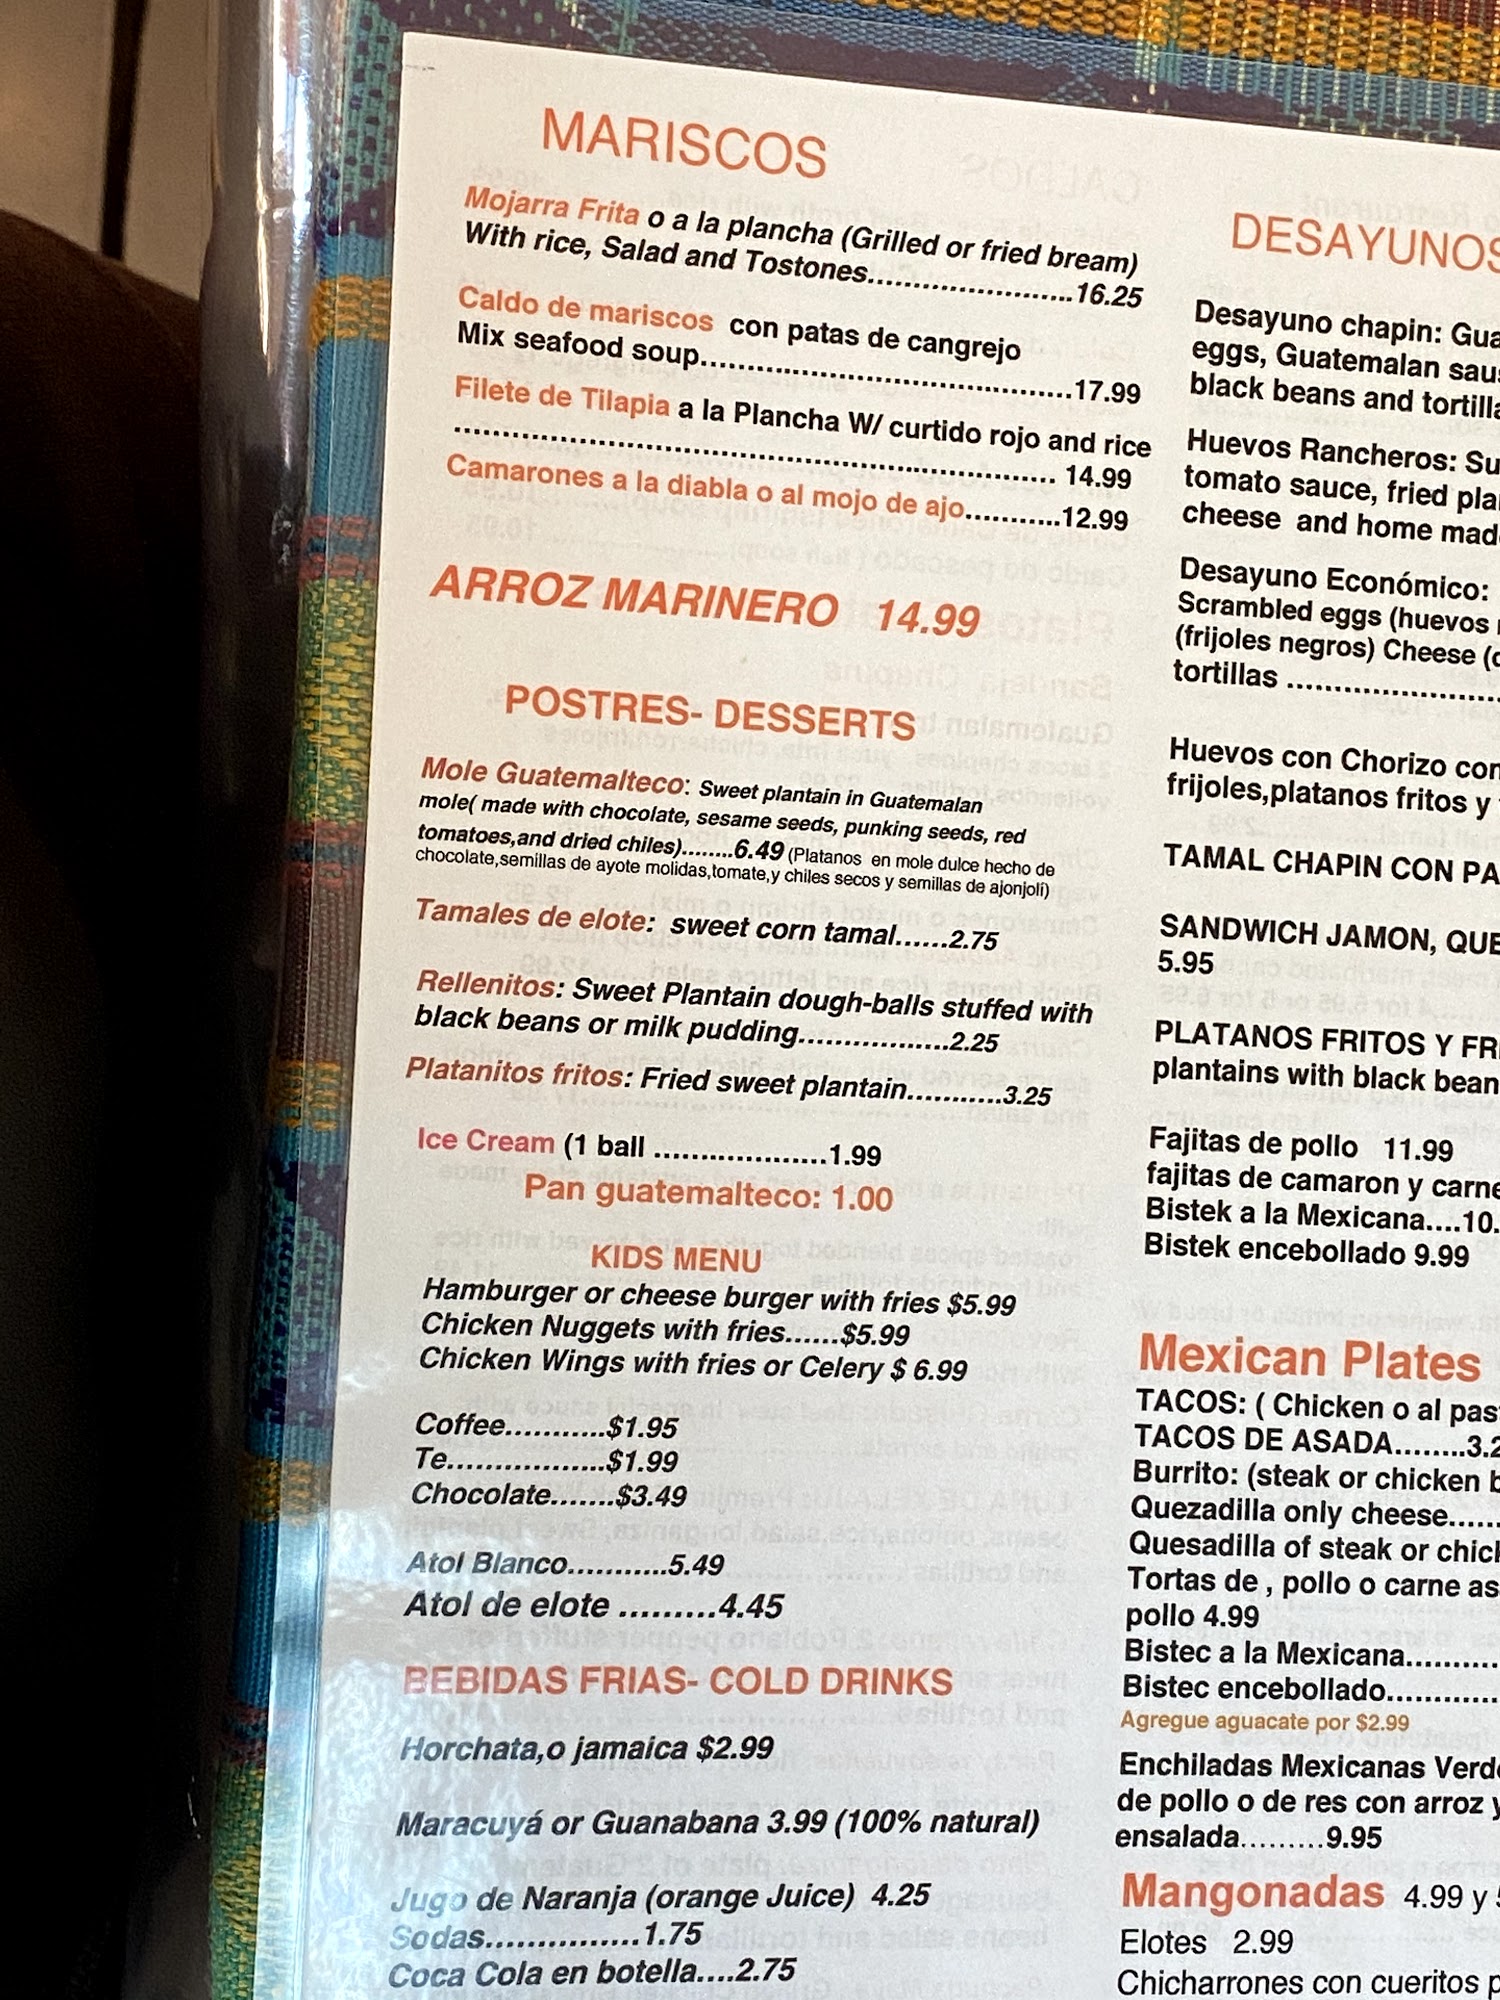 MARISCOS
Mojarra Frita o a la plancha (Grilled or fried bream)
With rice, Salad and Tostones........................16.25
Caldo de mariscos con patas de cangrejo
Mix seafood soup..........................................17.99
Filete de Tilapia a la Plancha W/ curtido rojo and rice
..................................................................... 14.99
Camarones a la diabla o al mojo de ajo...........12.99
ARROZ MARINERO 14.99
POSTRES- DESSERTS
Mole Guatemalteco: Sweet plantain in Guatemalan
mole( made with chocolate, sesame seeds, punking seeds, red
tomatoes,and dried chiles)........6.49 (Platanos en mole dulce hecho de
chocolate,semillas de ayote molidas,tomate,y chiles secos y semillas de ajonjolí)
Tamales de elote: sweet corn tamal......2.75
Rellenitos: Sweet Plantain dough-balls stuffed with
black beans or milk pudding.................2.25
Platanitos fritos: Fried sweet plantain...........3.25
Ice Cream (1 ball ...................1.99
Pan guatemalteco: 1.00
KIDS MENU
Hamburger or cheese burger with fries $5.99
Chicken Nuggets with fries......$5.99
Chicken Wings with fries or Celery $ 6.99
Coffee...........$1.95
Te.................$1.99
Chocolate.......$3.49
Atol Blanco...........5.49
Atol de elote .........4.45
BEBIDAS FRIAS- COLD DRINKS
Horchata,o jamaica $2.99
Maracuyá or Guanabana 3.99 (100% natural)
Jugo de Naranja (orange Juice) 4.25
Sodas...............1.75
Coca Cola en botella....2.75
DESAYUNOS
Desayuno chapin:
eggs, Guatemalan
black beans and
Huevos Rancheros:
tomato sauce, fried
cheese and home
Desayuno Económico:
Scrambled eggs (huevos
(frijoles negros) Cheese
tortillas ........................
Huevos con Chorizo
frijoles,platanos fritos y
TAMAL CHAPIN CON
SANDWICH JAMON,
5.95
PLATANOS FRITOS Y
plantains with black
Fajitas de pollo 11.99
fajitas de camaron y carne
Bistek a la Mexicana....10.
Bistek encebollado 9.99
Mexican Plates
TACOS: ( Chicken o al
TACOS DE ASADA........3.
Burrito: (steak or chicken
Quezadilla only cheese......
Quesadilla of steak or
Tortas de , pollo o carne
pollo 4.99
Bistec a la Mexicana..........
Bistec encebollado............
Agregue aguacate por $2.99
Enchiladas Mexicanas
de pollo o de res con arroz y
ensalada.........9.95
Mangonadas 4.99 y
Elotes 2.99
Chicharrones con cueritos